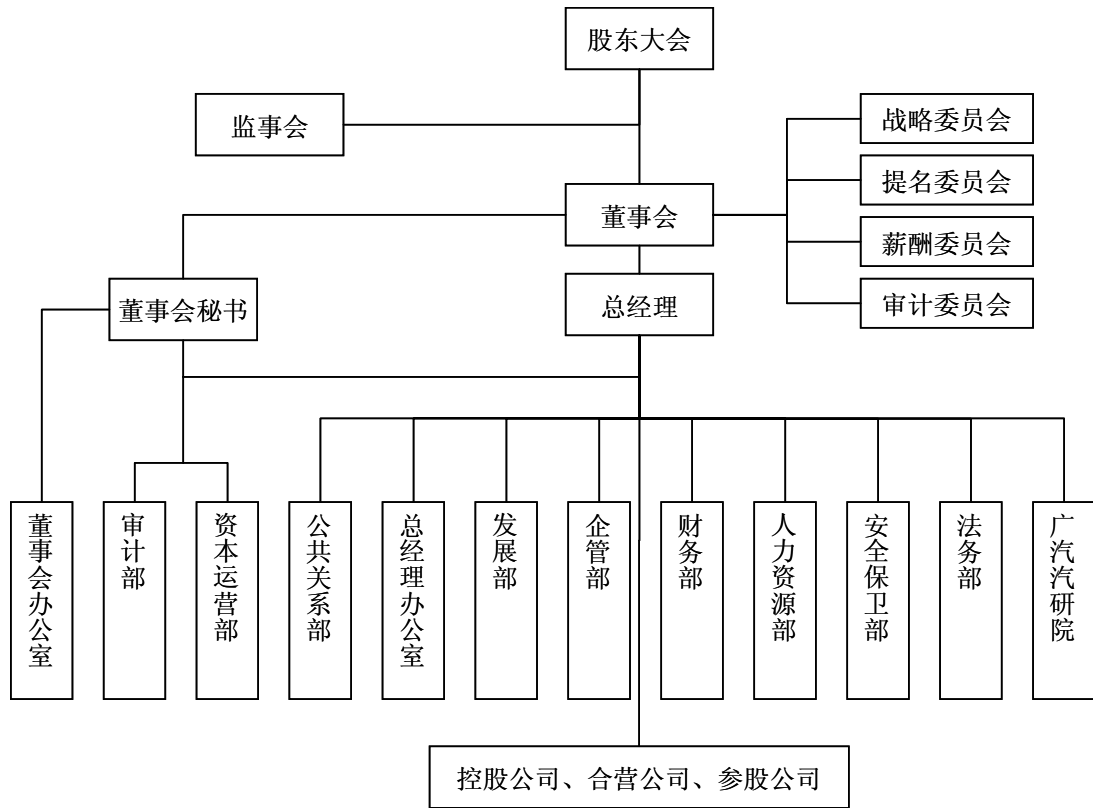 股东大会
监事会
战略委员会
提名委员会
董事会
薪酬委员会
审计委员会
董事会秘书
总经理
董事会办公室
审计部
资本运营部
公共关系部
总经理办公室
发展部
企管部
财务部
人力资源部
安全保卫部
法务部
广汽汽研院
控股公司、合营公司、参股公司